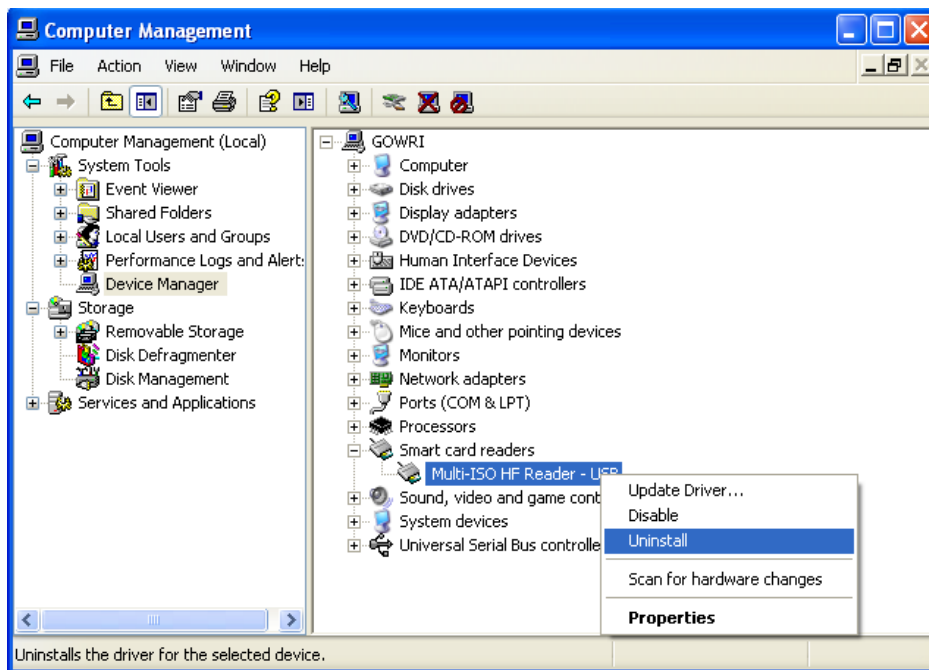 Computer Management
File Action View Window Help
Computer Management (Local)
System Tools
Event Viewer
Shared Folders
Local Users and Groups
Performance Logs and Alert:
Device Manager
Storage
Removable Storage
Disk Defragmenter
Disk Management
Services and Applications
GOWRI
Computer
Disk drives
Display adapters
DVD/CD-ROM drives
Human Interface Devices
IDE ATA/ATAPI controllers
Keyboards
Mice and other pointing devices
Monitors
Network adapters
Ports (COM & LPT)
Processors
Smart card readers
Multi-ISO HF Reader - USB
Sound, video and game cont
System devices
Universal Serial Bus controlle
Update Driver...
Disable
Uninstall
Scan for hardware changes
Properties
Uninstalls the driver for the selected device.